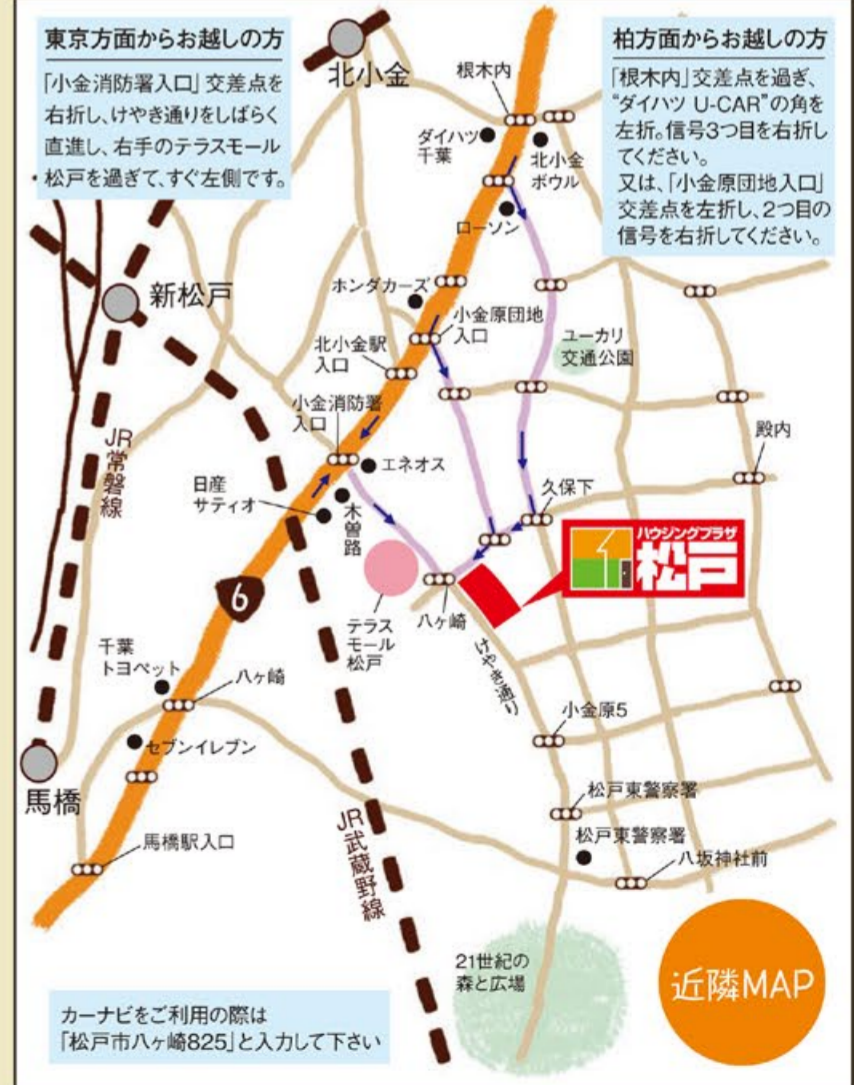 東京方面からお越しの方
「小金消防署入口」交差点を
右折し、けやき通りをしばらく
直進し、右手のテラスモール
松戸を過ぎて、すぐ左側です。
柏方面からお越しの方
「根木内」交差点を過ぎ、
“ダイハツ U-CAR”の角を
左折。信号3つ目を右折し
てください。
又は、「小金原団地入口」
交差点を左折し、2つ目の
信号を右折してください。
北小金
根木内
ダイハツ
千葉
北小金
ボウル
ローソン
新松戸
ホンダカーズ
小金原団地
入口
ユーカリ
交通公園
北小金駅
入口
小金消防署
入口
殿内
JR常磐線
エネオス
日産
サティオ
木曽路
久保下
ハウジングプラザ
松戸
6
テラス
モール
松戸
八ヶ崎
けやき通り
千葉
トヨペット
八ヶ崎
小金原5
セブンイレブン
馬橋
松戸東警察署
松戸東警察署
八坂神社前
馬橋駅入口
JR武蔵野線
21世紀の
森と広場
近隣MAP
カーナビをご利用の際は
「松戸市八ヶ崎825」と入力して下さい